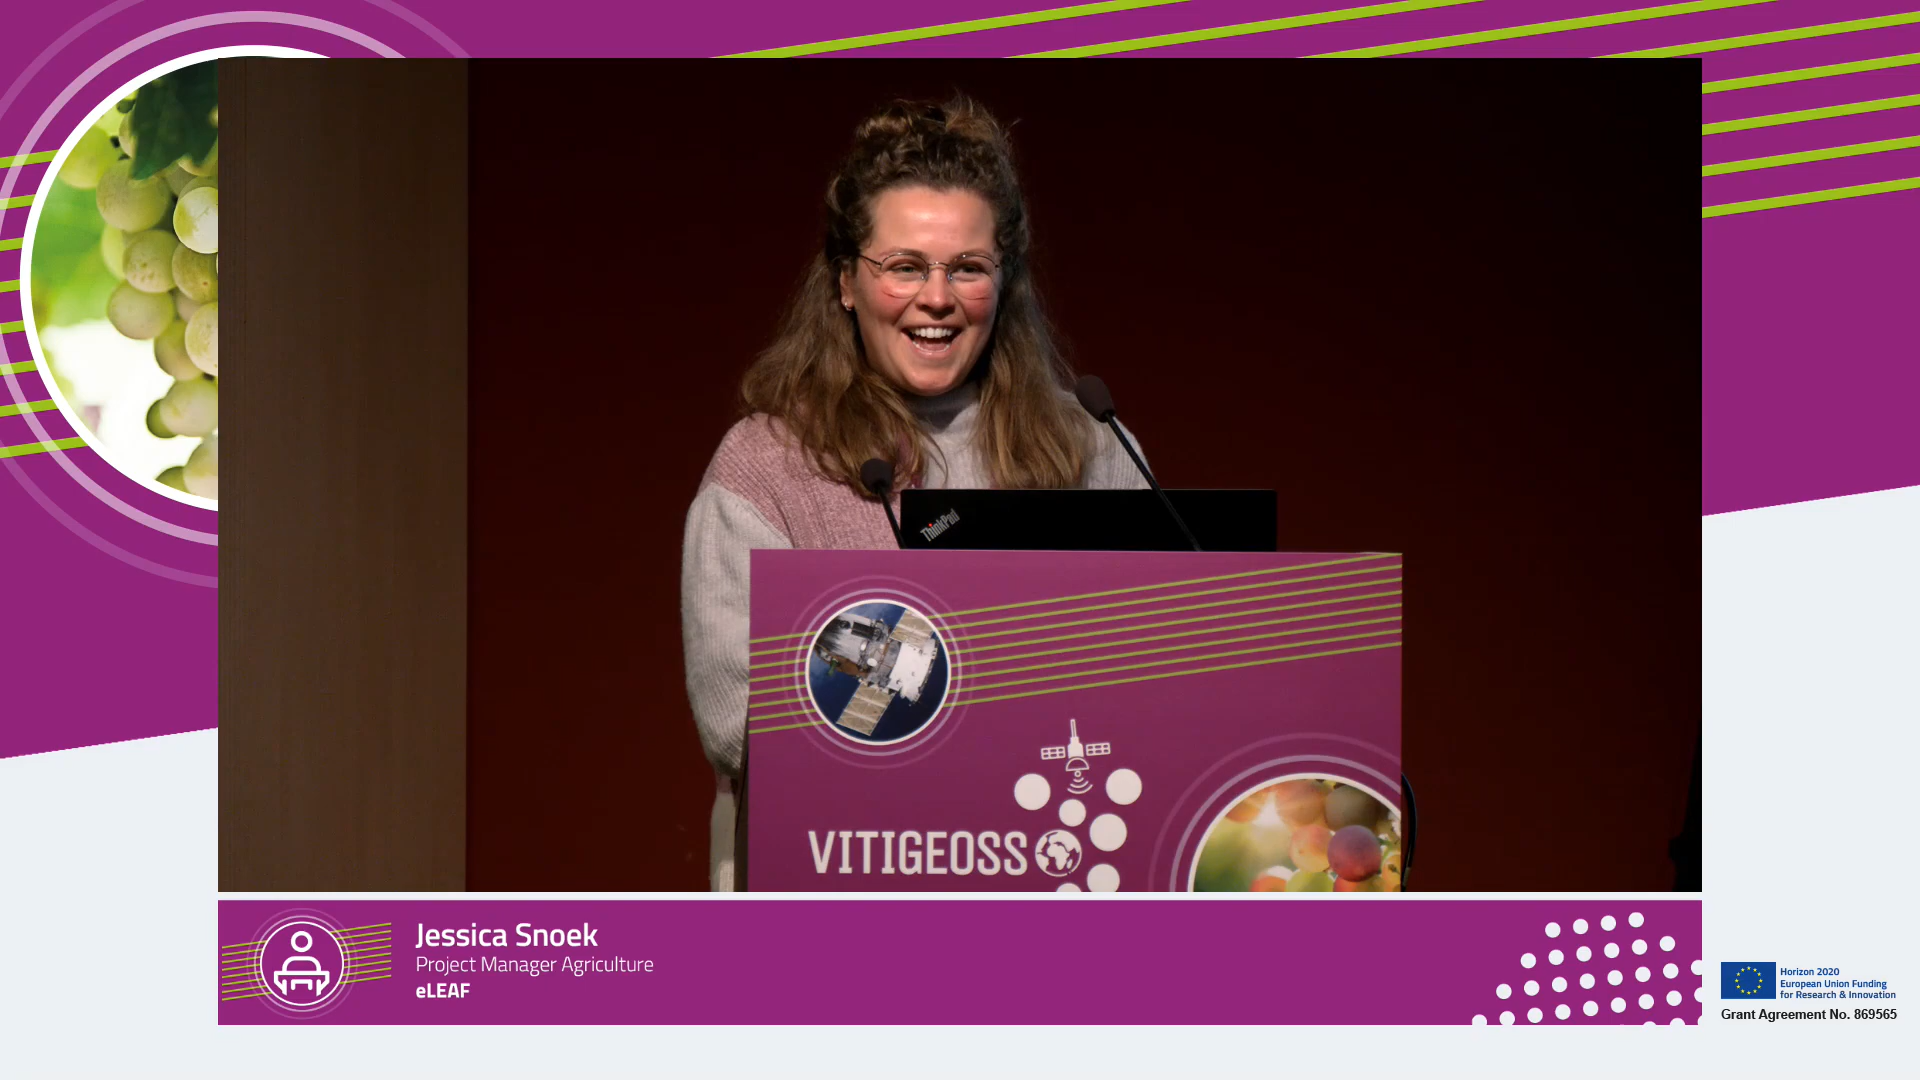 ThinkPad
VITIGEOSS
Jessica Snoek
Project Manager Agriculture
eLEAF
Horizon 2020
European Union Funding
for Research & Innovation
Grant Agreement No. 869565